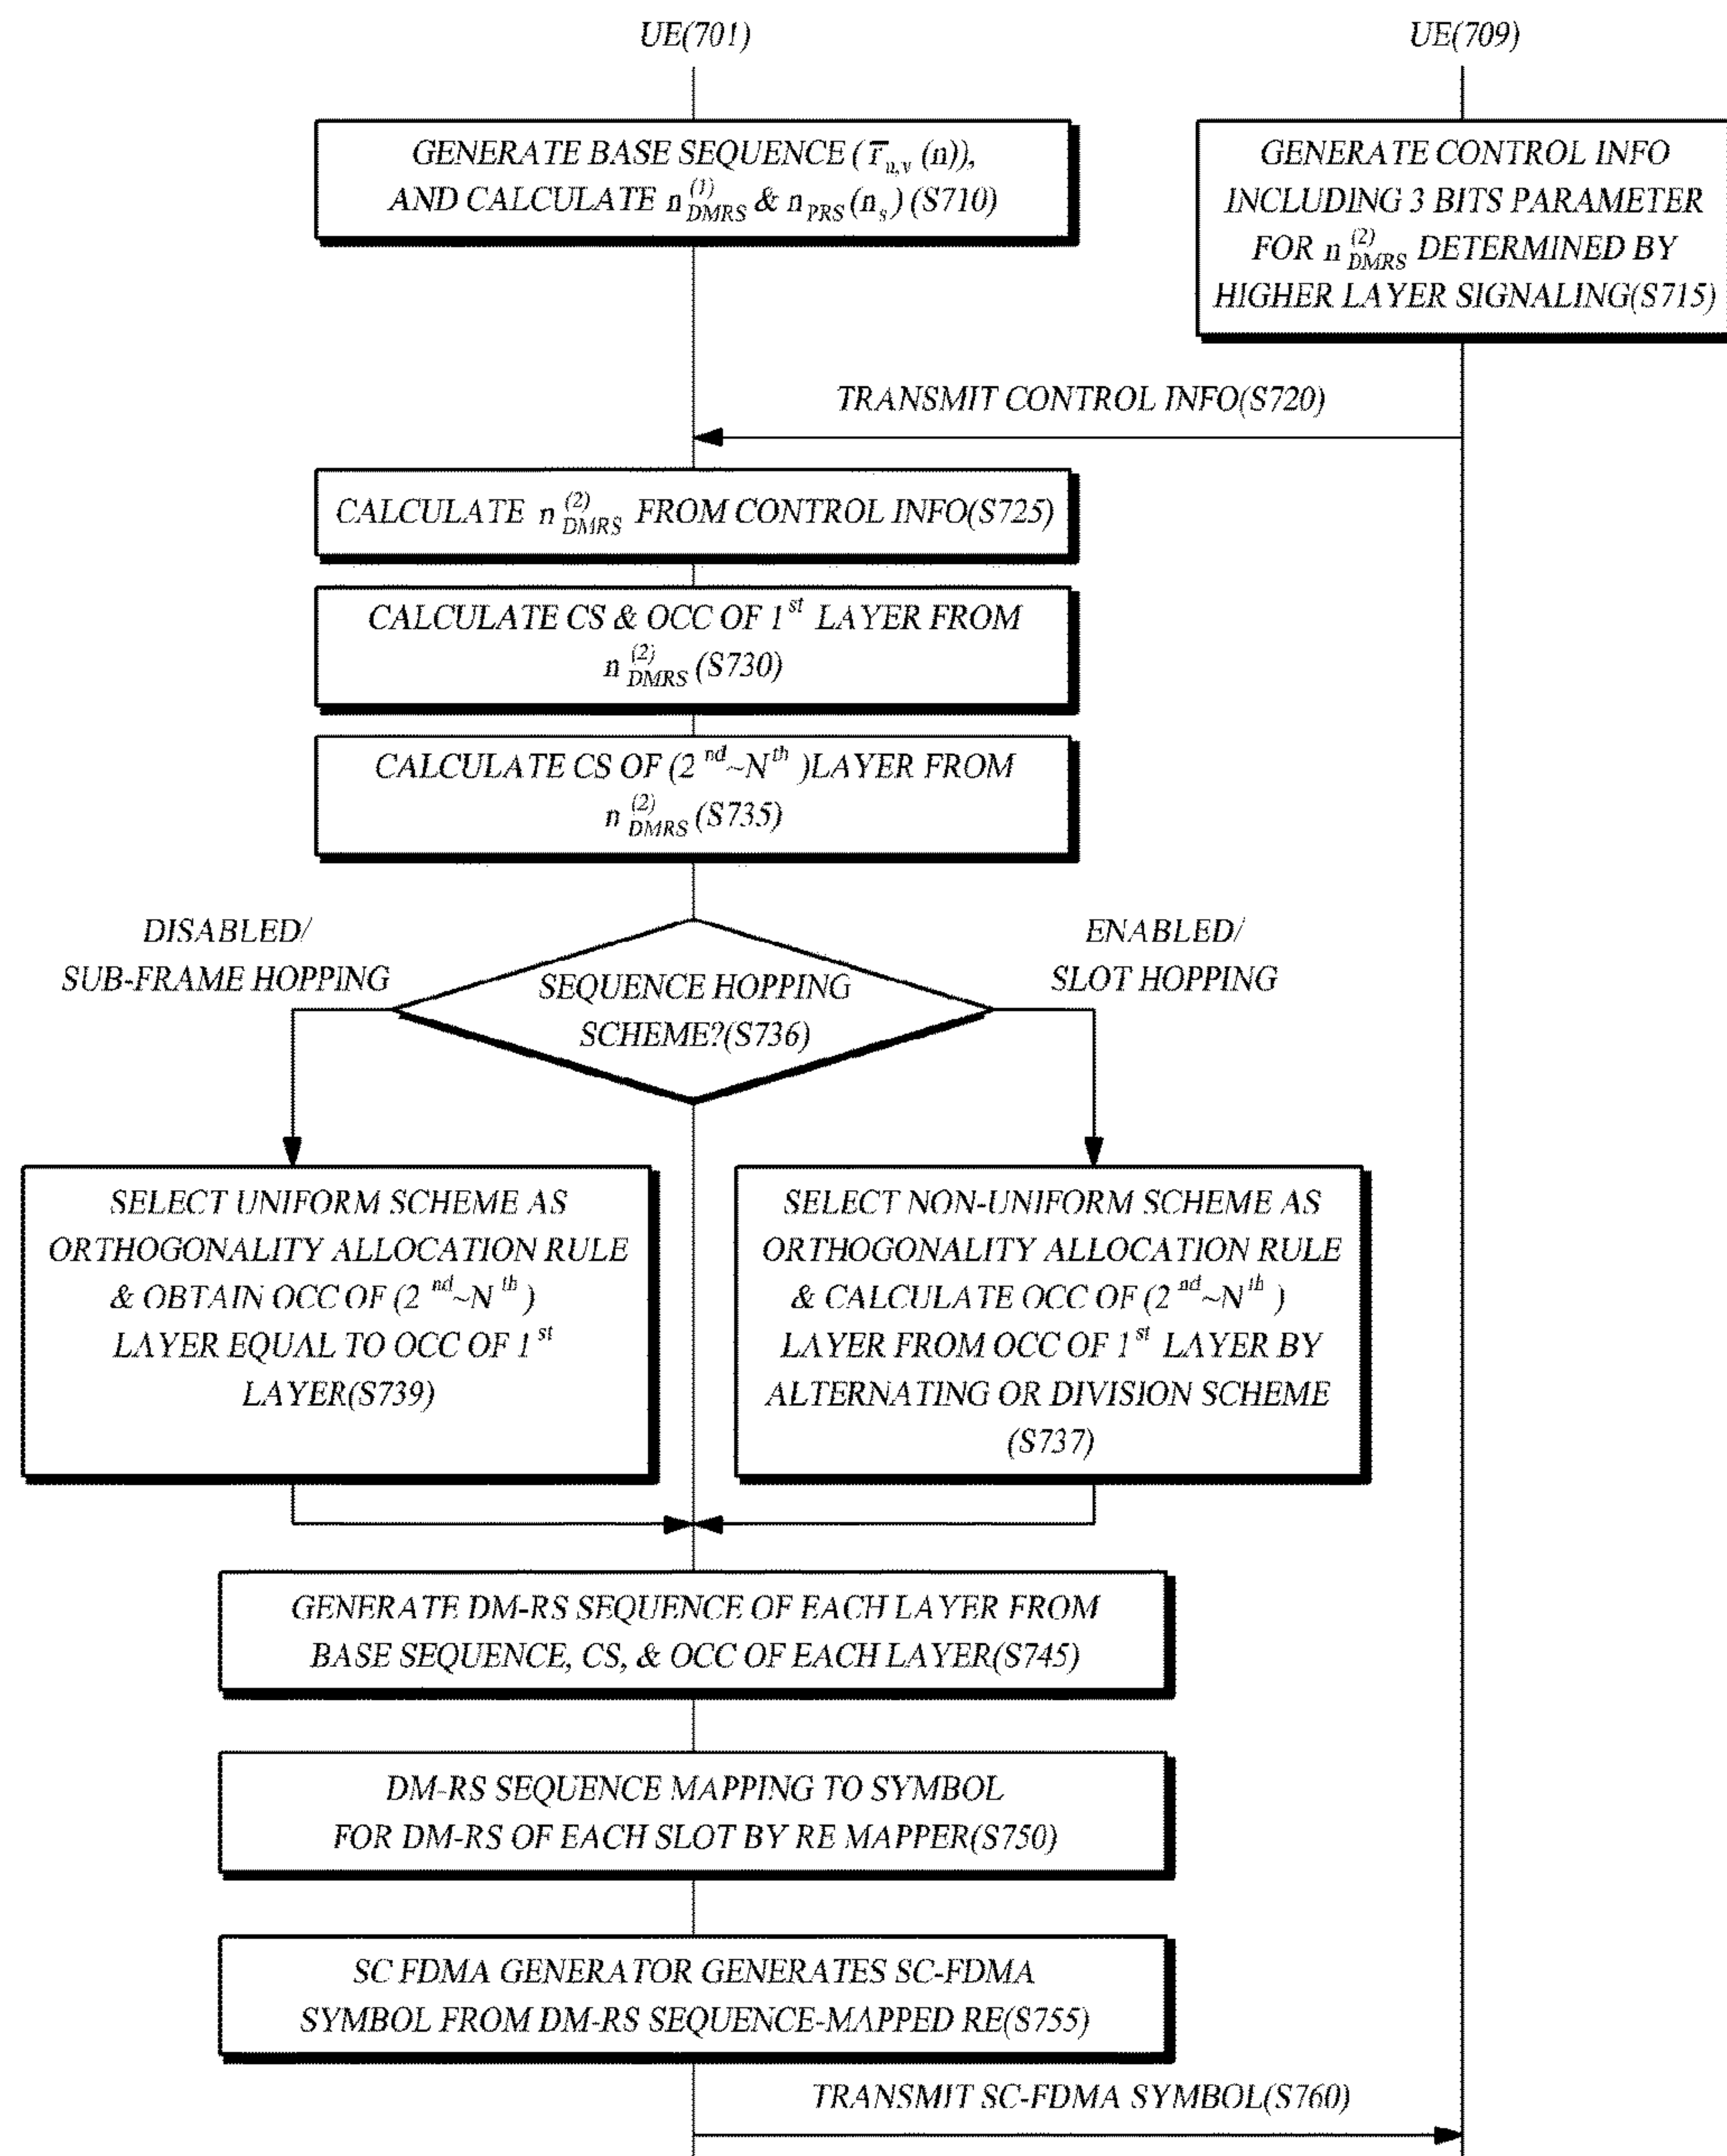 UE(701)
UE(709)
GENERATE BASE SEQUENCE (r̄u,v (n)),
AND CALCULATE n(1)DMRS & nPRS(ns) (S710)
GENERATE CONTROL INFO
INCLUDING 3 BITS PARAMETER
FOR n(2)DMRS DETERMINED BY
HIGHER LAYER SIGNALING(S715)
TRANSMIT CONTROL INFO(S720)
CALCULATE n(2)DMRS FROM CONTROL INFO(S725)
CALCULATE CS & OCC OF 1st LAYER FROM
n(2)DMRS (S730)
CALCULATE CS OF (2nd~Nth )LAYER FROM
n(2)DMRS (S735)
DISABLED/
SUB-FRAME HOPPING
SEQUENCE HOPPING
SCHEME?(S736)
ENABLED/
SLOT HOPPING
SELECT UNIFORM SCHEME AS
ORTHOGONALITY ALLOCATION RULE
& OBTAIN OCC OF (2nd~Nth )
LAYER EQUAL TO OCC OF 1st
LAYER(S739)
SELECT NON-UNIFORM SCHEME AS
ORTHOGONALITY ALLOCATION RULE
& CALCULATE OCC OF (2nd~Nth )
LAYER FROM OCC OF 1st LAYER BY
ALTERNATING OR DIVISION SCHEME
(S737)
GENERATE DM-RS SEQUENCE OF EACH LAYER FROM
BASE SEQUENCE, CS, & OCC OF EACH LAYER(S745)
DM-RS SEQUENCE MAPPING TO SYMBOL
FOR DM-RS OF EACH SLOT BY RE MAPPER(S750)
SC FDMA GENERATOR GENERATES SC-FDMA
SYMBOL FROM DM-RS SEQUENCE-MAPPED RE(S755)
TRANSMIT SC-FDMA SYMBOL(S760)